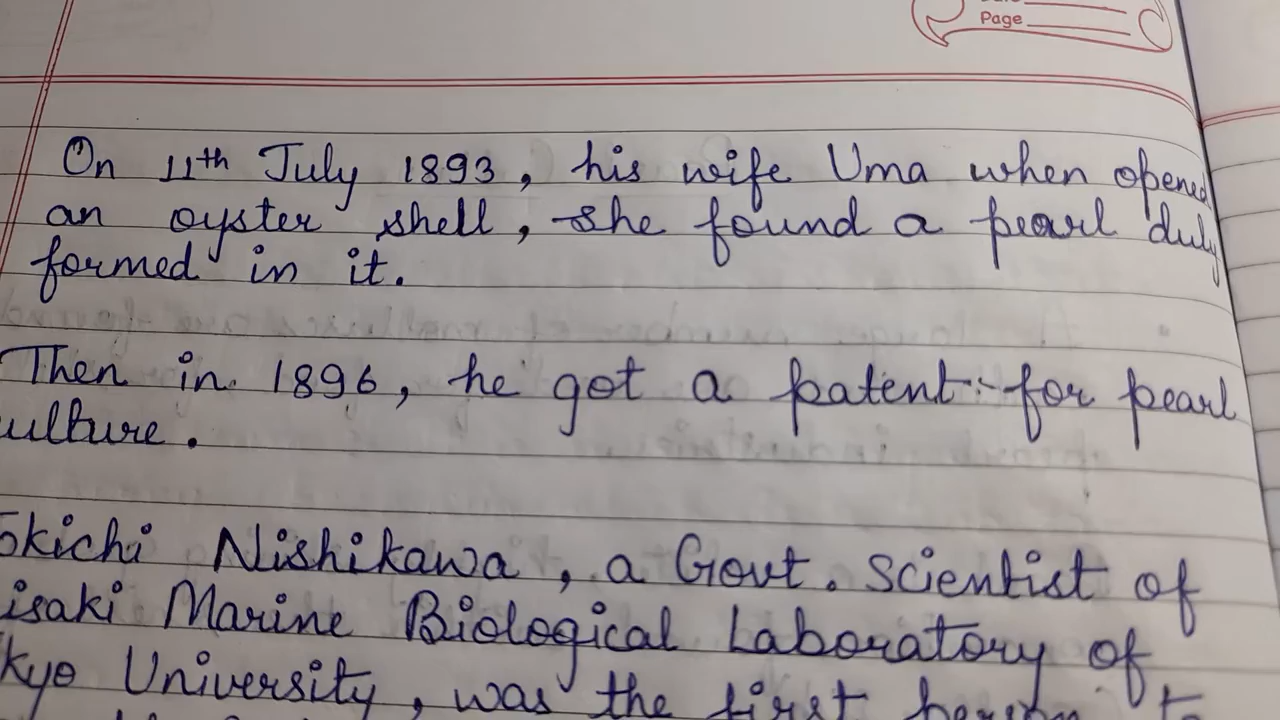 Page
On 11th July 1893, his wife Uma when opened
an oyster shell, she found a pearl duly
formed in it.
Then in 1896, he got a patent for pearl
ulture.
okichi Nishikawa, a Govt. Scientist of
isaki Marine Biological Laboratory of
kyo University, was the first person to